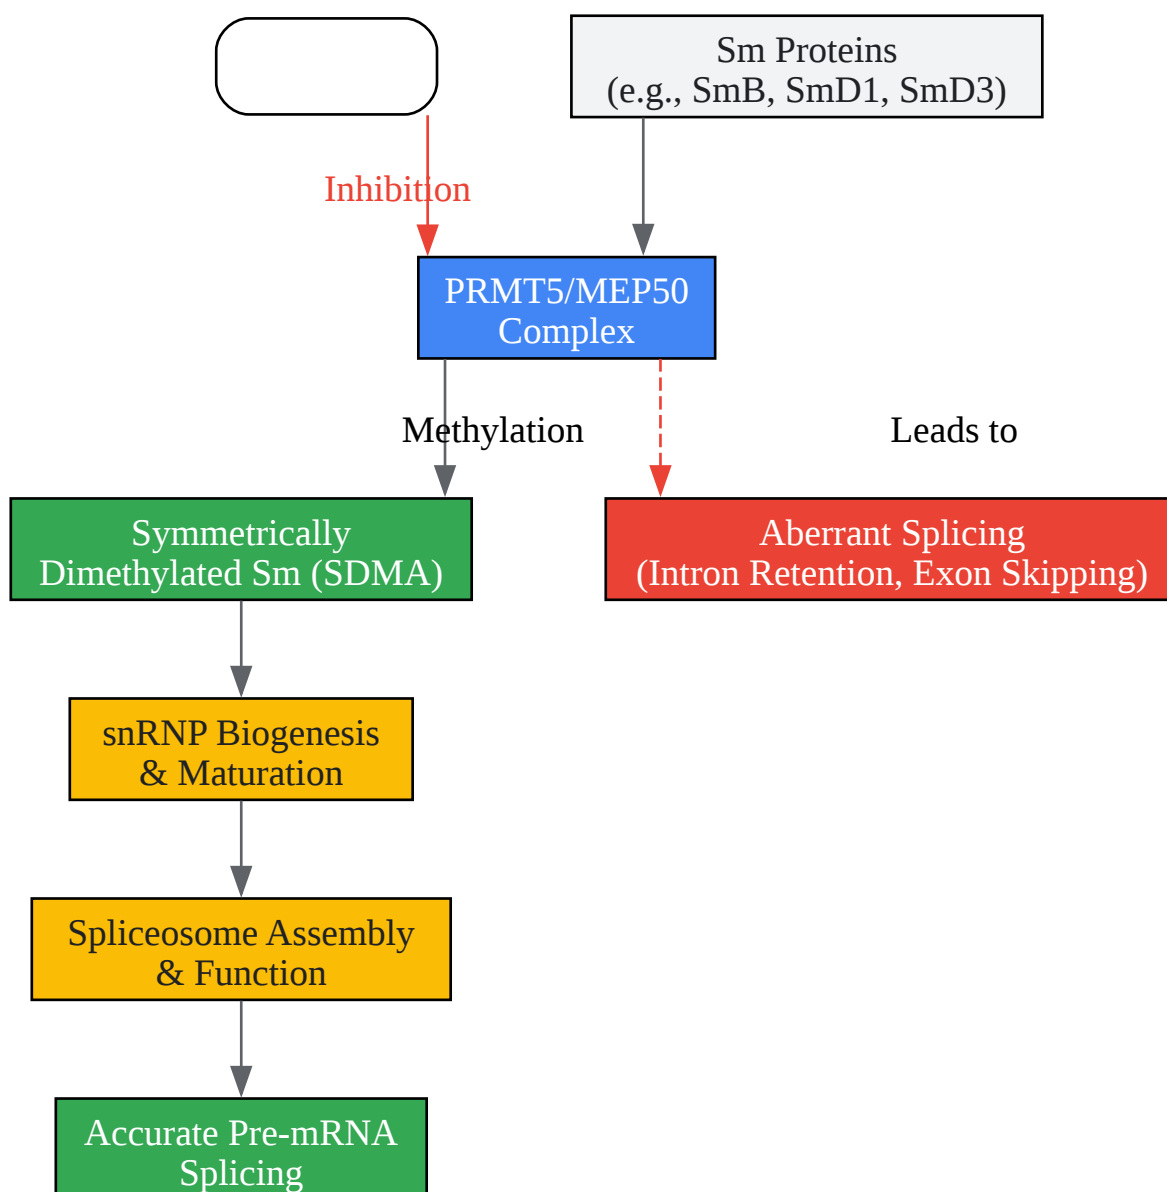 Sm Proteins
(e.g., SmB, SmD1, SmD3)
Inhibition
PRMT5/MEP50
Complex
Methylation
Leads to
Symmetrically
Dimethylated Sm (SDMA)
Aberrant Splicing
(Intron Retention, Exon Skipping)
snRNP Biogenesis
& Maturation
Spliceosome Assembly
& Function
Accurate Pre-mRNA
Splicing